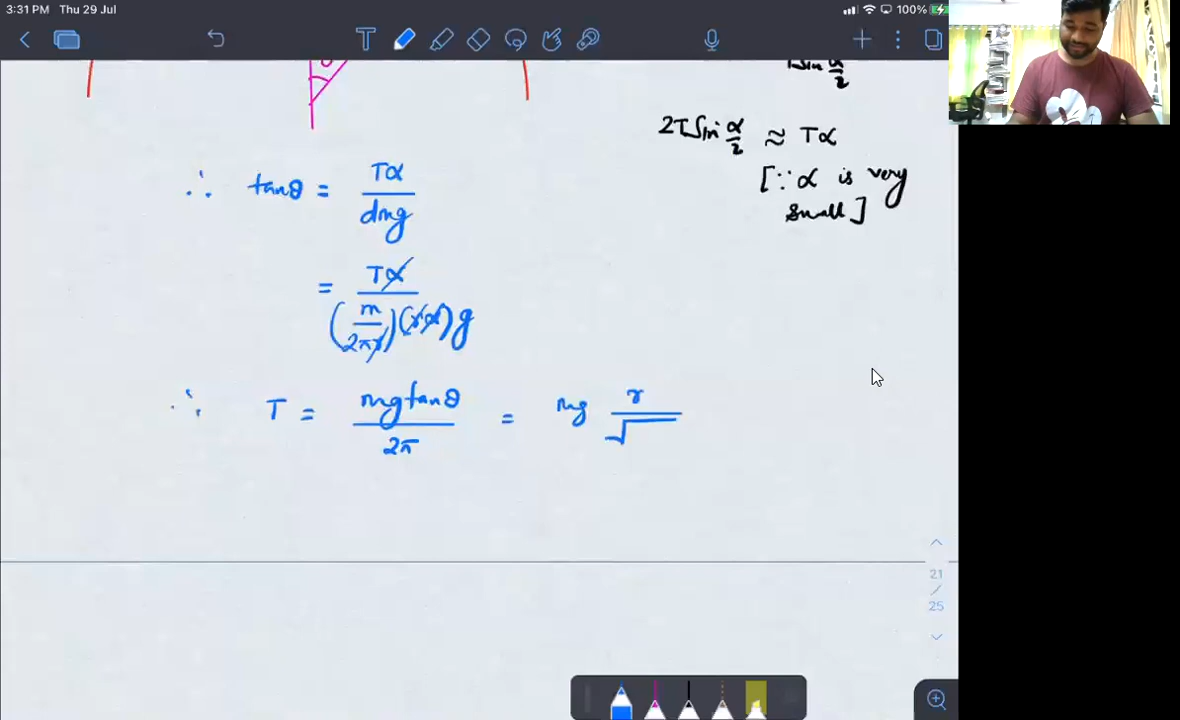 3:31 PM Thu 29 Jul
100%
T
2T Sin α/2 ≈ Tα
[∵ α is very
small]
∴ tanθ = Tα / dmg
= Tα / (m/2πr)(rα)g
∴ T = mg tanθ / 2π = mg r / √
21
/
25